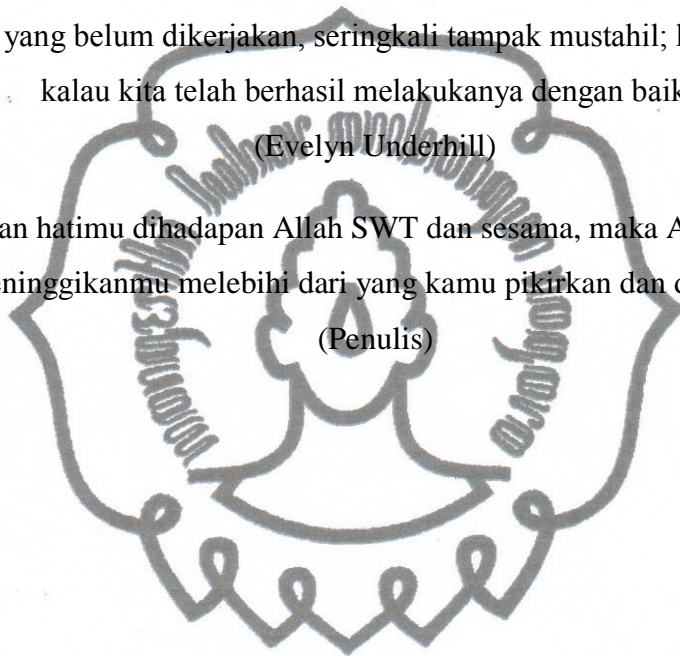 yang belum dikerjakan, seringkali tampak mustahil;
kalau kita telah berhasil melakukanya dengan baik
(Evelyn Underhill)
an hatimu dihadapan Allah SWT dan sesama, maka A
eninggikanmu melebihi dari yang kamu pikirkan dan d
(Penulis)